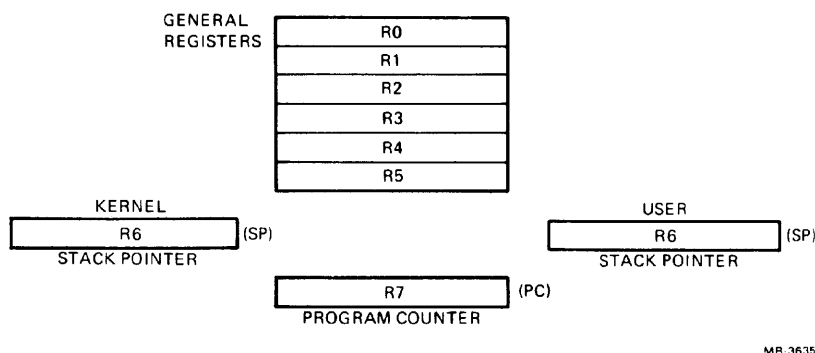 GENERAL
REGISTERS
R0
R1
R2
R3
R4
R5
KERNEL
R6 (SP)
STACK POINTER
USER
R6 (SP)
STACK POINTER
R7 (PC)
PROGRAM COUNTER
MR-3635